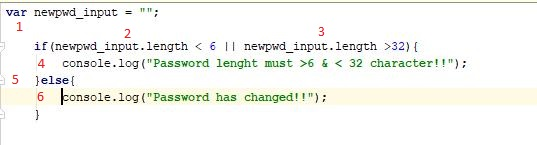 var newpwd_input = "";
1 2 3
if(newpwd_input.length < 6 || newpwd_input.length >32){
4 console.log("Password lenght must >6 & < 32 character!!");
5 }else{
6 console.log("Password has changed!!");
}